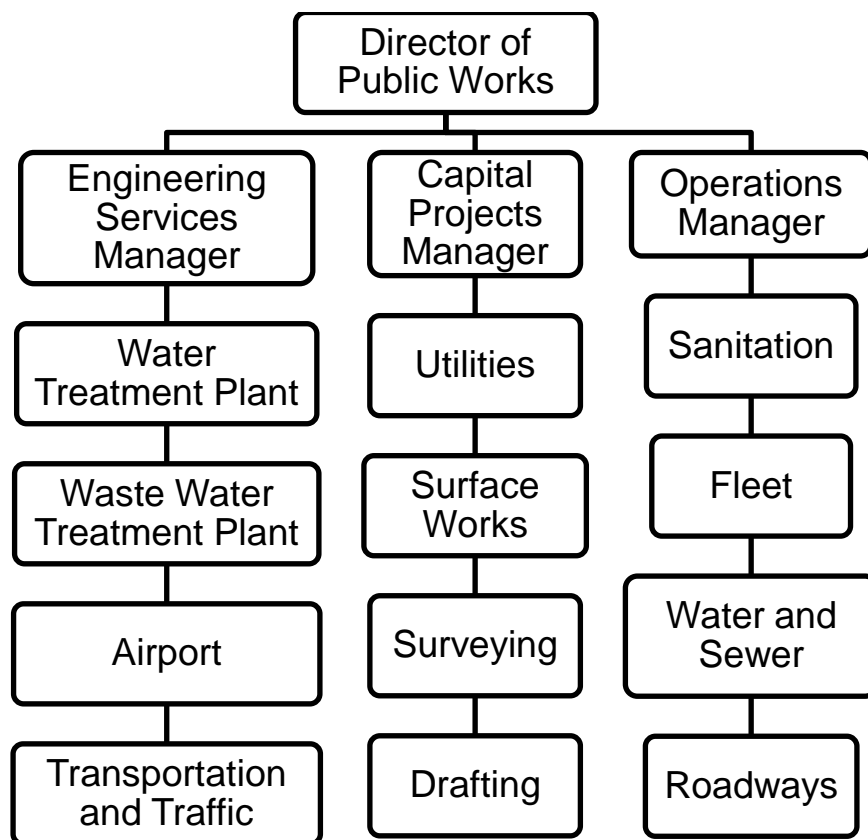 Director of
Public Works
Engineering
Services
Manager
Capital
Projects
Manager
Operations
Manager
Water
Treatment Plant
Utilities
Sanitation
Waste Water
Treatment Plant
Surface
Works
Fleet
Airport
Surveying
Water and
Sewer
Transportation
and Traffic
Drafting
Roadways